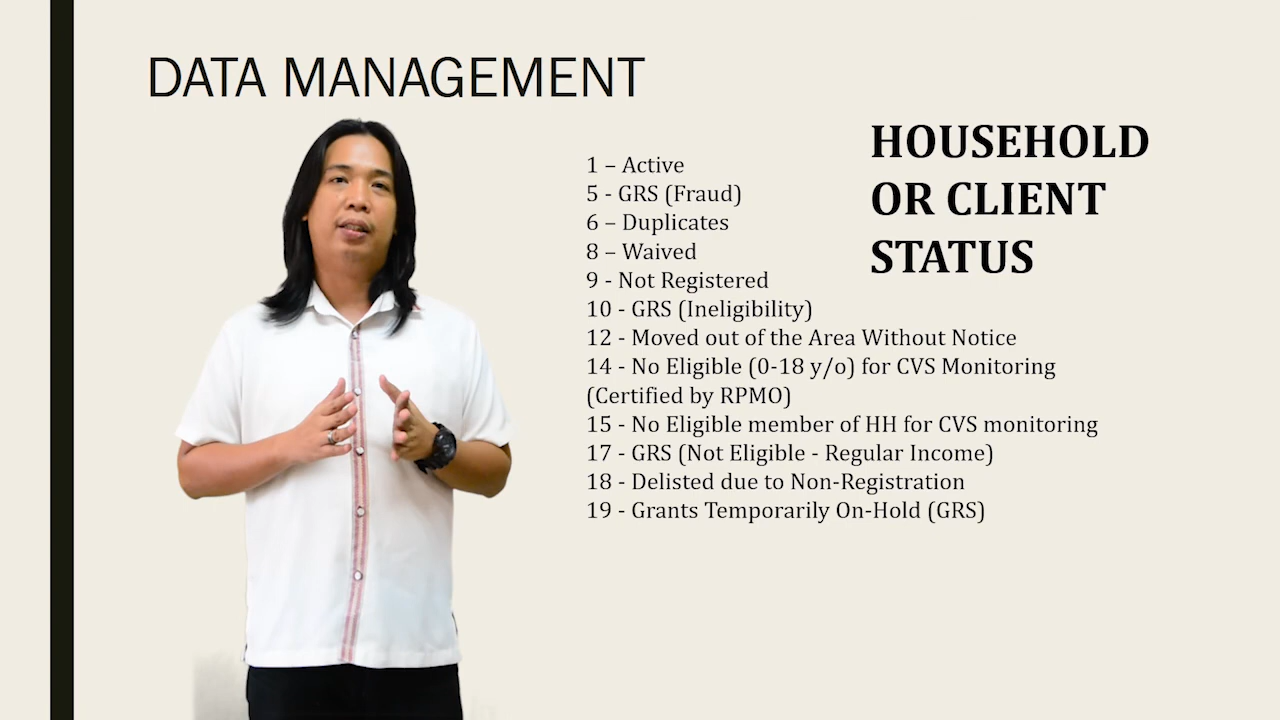 DATA MANAGEMENT
HOUSEHOLD
OR CLIENT
STATUS
1 – Active
5 - GRS (Fraud)
6 – Duplicates
8 – Waived
9 - Not Registered
10 - GRS (Ineligibility)
12 - Moved out of the Area Without Notice
14 - No Eligible (0-18 y/o) for CVS Monitoring
(Certified by RPMO)
15 - No Eligible member of HH for CVS monitoring
17 - GRS (Not Eligible - Regular Income)
18 - Delisted due to Non-Registration
19 - Grants Temporarily On-Hold (GRS)